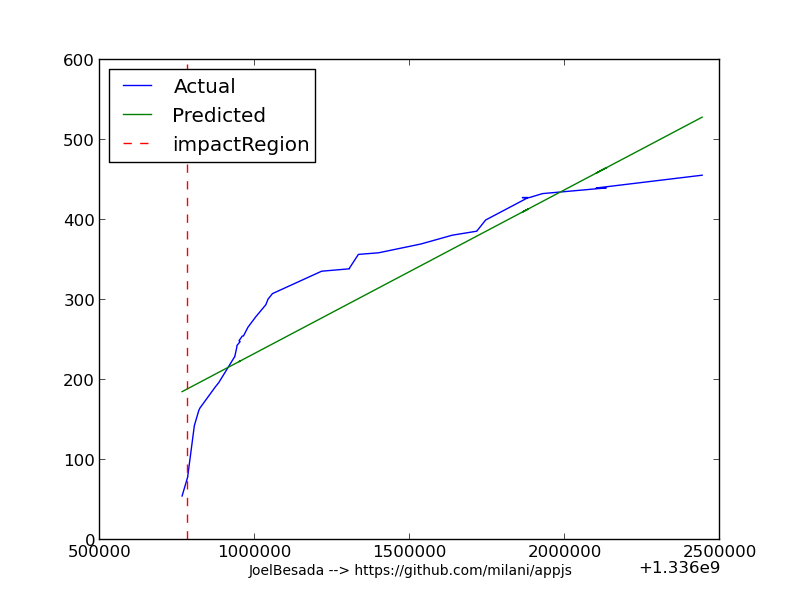 600
500
400
300
200
100
0
Actual
Predicted
impactRegion
500000 1000000 1500000 2000000 2500000
JoelBesada --> https://github.com/milani/appjs
+1.336e9